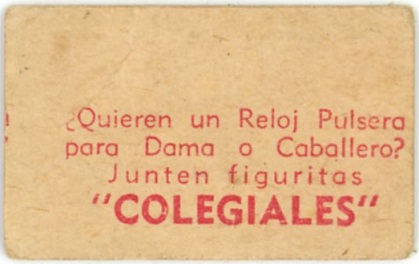 ¿Quieren un Reloj Pulsera
para Dama o Caballero?
Junten figuritas
"COLEGIALES"